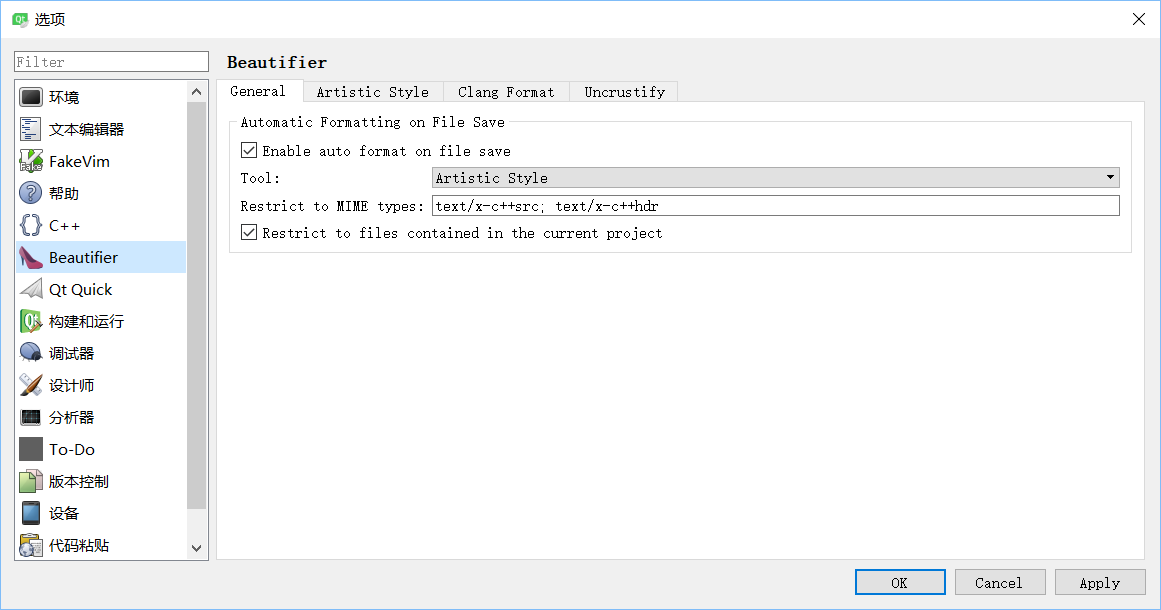 选项
Filter
环境
文本编辑器
FakeVim
帮助
C++
Beautifier
Qt Quick
构建和运行
调试器
设计师
分析器
To-Do
版本控制
设备
代码粘贴
Beautifier
General Artistic Style Clang Format Uncrustify
Automatic Formatting on File Save
Enable auto format on file save
Tool: Artistic Style
Restrict to MIME types: text/x-c++src; text/x-c++hdr
Restrict to files contained in the current project
OK Cancel Apply